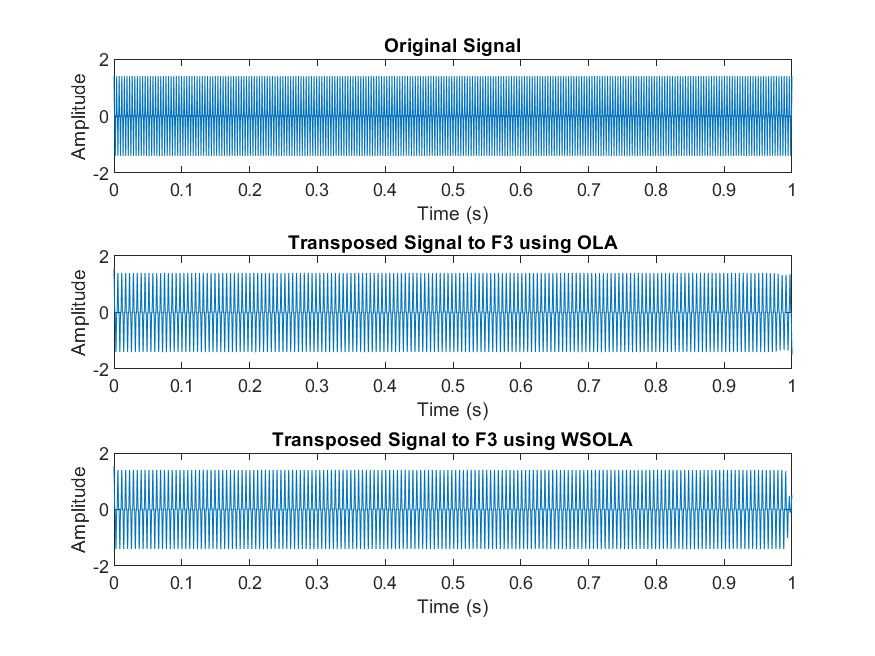 Original Signal
Amplitude
2
0
-2
0 0.1 0.2 0.3 0.4 0.5 0.6 0.7 0.8 0.9 1
Time (s)
Transposed Signal to F3 using OLA
Amplitude
2
0
-2
0 0.1 0.2 0.3 0.4 0.5 0.6 0.7 0.8 0.9 1
Time (s)
Transposed Signal to F3 using WSOLA
Amplitude
2
0
-2
0 0.1 0.2 0.3 0.4 0.5 0.6 0.7 0.8 0.9 1
Time (s)